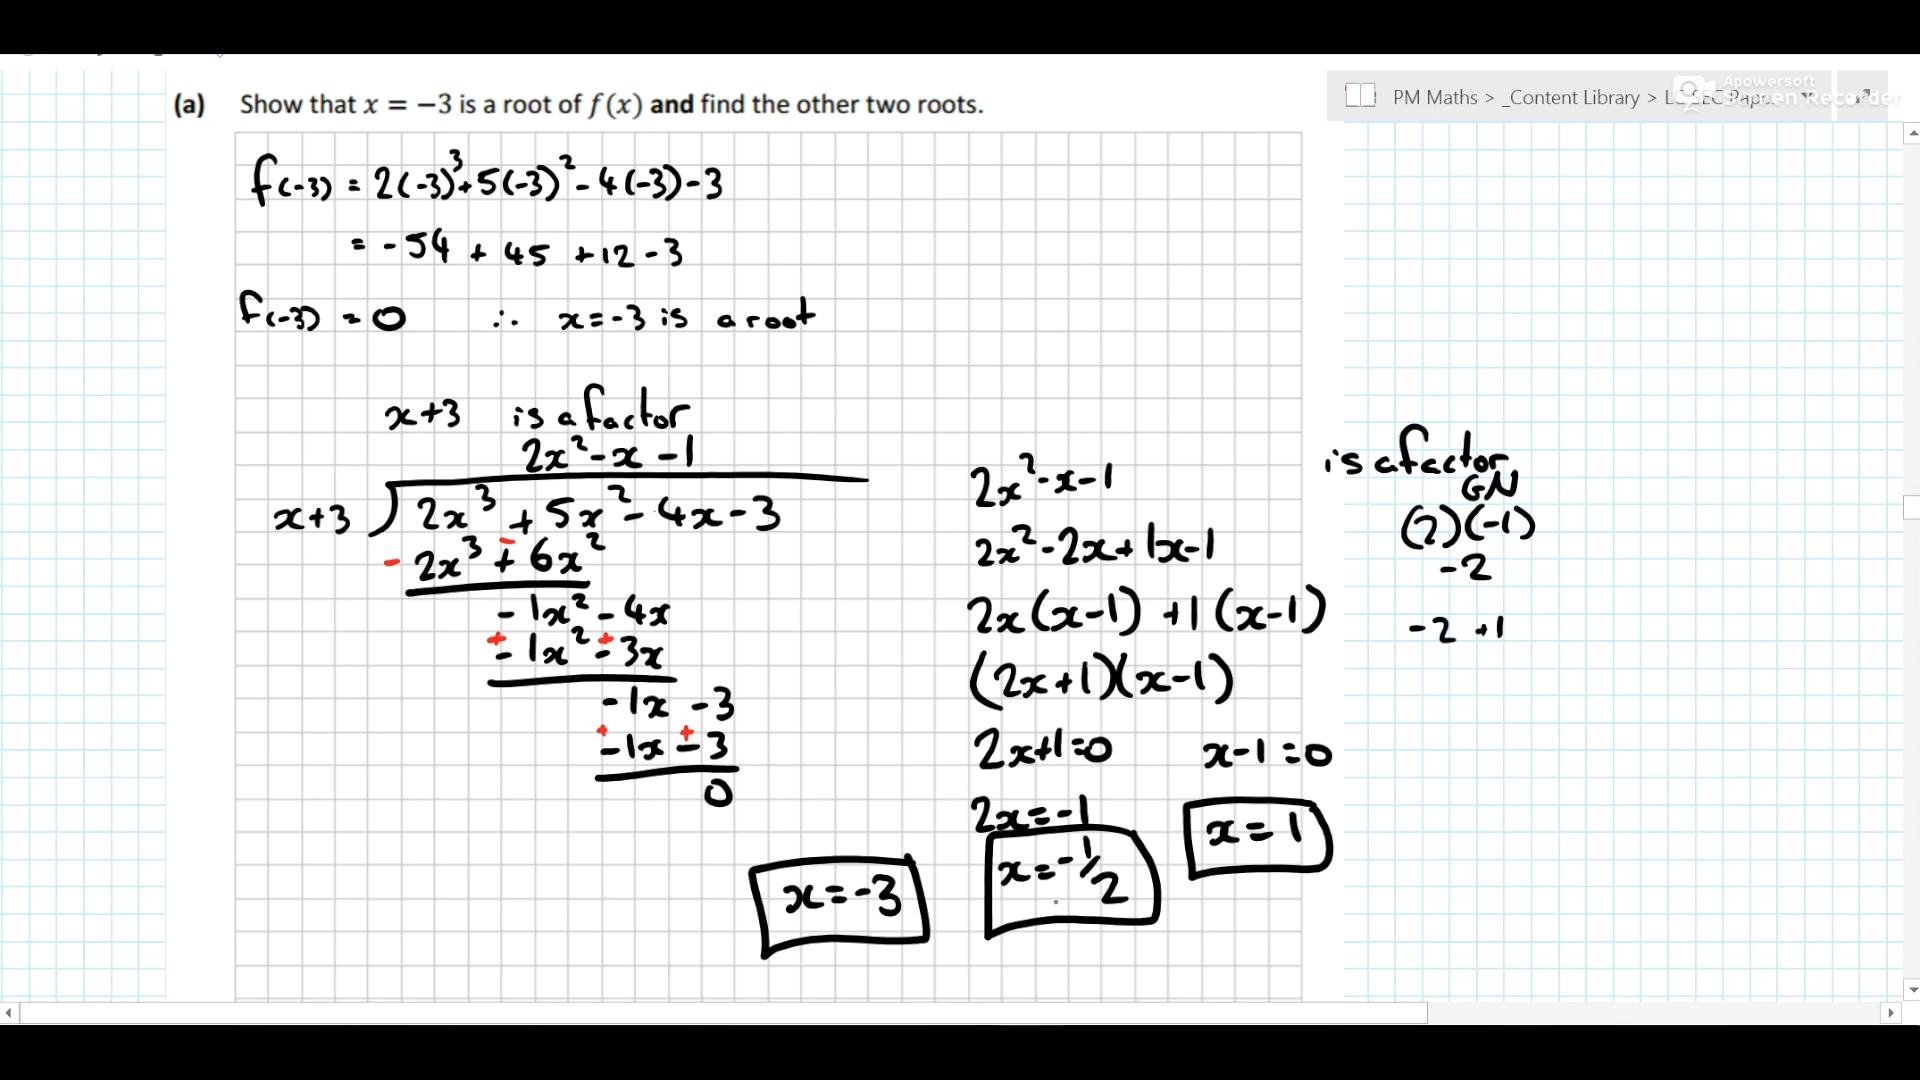 PM Maths > _Content Library >
Apowersoft
Screen Recorder
(a) Show that x = −3 is a root of f(x) and find the other two roots.
f(-3) = 2(-3)³+5(-3)²-4(-3)-3
= -54 + 45 +12 -3
f(-3) = 0 ∴ x=-3 is a root
x+3 is a factor
2x²-x-1
x+3 ) 2x³ + 5x² - 4x - 3
- 2x³ + - 6x²
-1x² - 4x
+ + 
-1x² - 3x
-1x -3
+ +
-1x - 3
0
2x²-x-1
2x²-2x+1x-1
2x(x-1) +1(x-1)
(2x+1)(x-1)
2x+1=0 x-1=0
2x=-1
x=-3 x=-1/2 x=1
is a factor
GN
(2)(-1)
-2
-2 +1